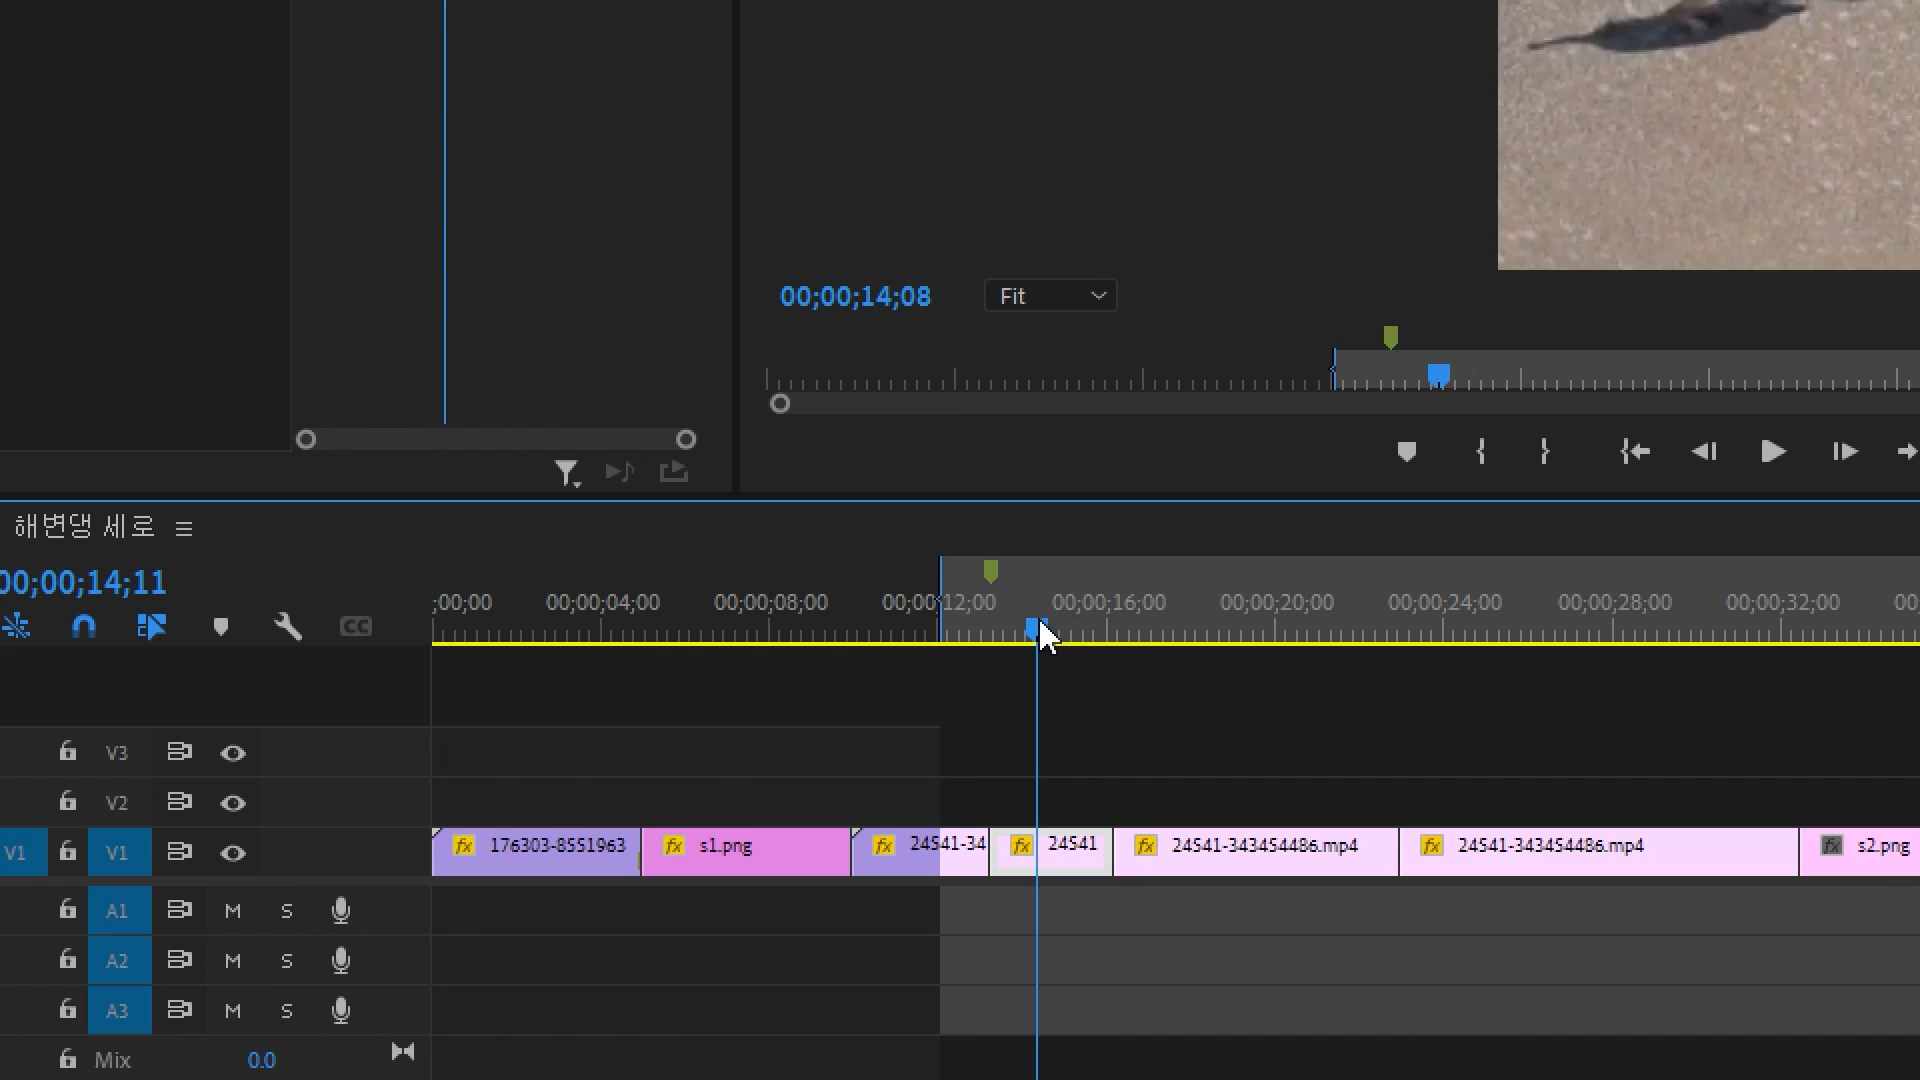 00;00;14;08 Fit
해변댕 세로
00;00;14;11
;00;00 00;00;04;00 00;00;08;00 00;00;12;00 00;00;16;00 00;00;20;00 00;00;24;00 00;00;28;00 00;00;32;00 00
CC
V3
V2
V1 V1 fx 176303-8551963 fx s1.png fx 24541-34 fx 24541 fx 24541-343454486.mp4 fx 24541-343454486.mp4 fx s2.png
A1 M S
A2 M S
A3 M S
Mix 0.0